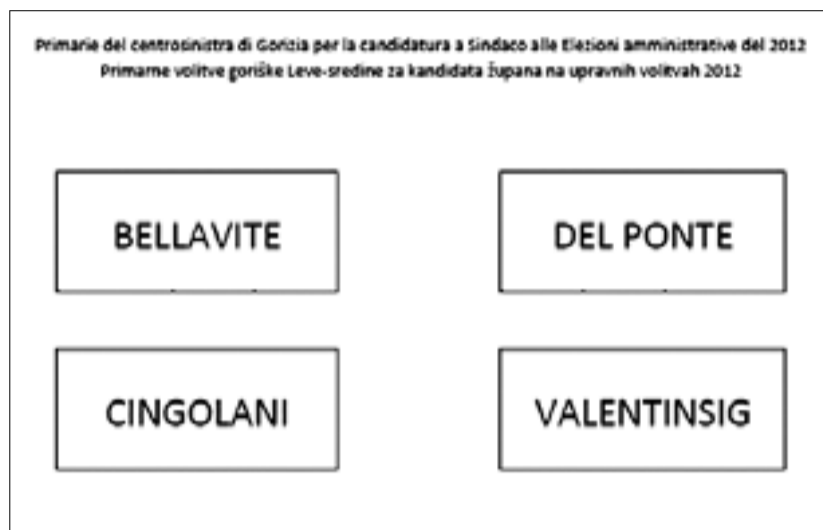 Primarie del centrosinistra di Gorizia per la candidatura a Sindaco alle Elezioni amministrative del 2012
Primarne volitve goriške Leve-sredine za kandidata župana na upravnih volitvah 2012
BELLAVITE
DEL PONTE
CINGOLANI
VALENTINSIG